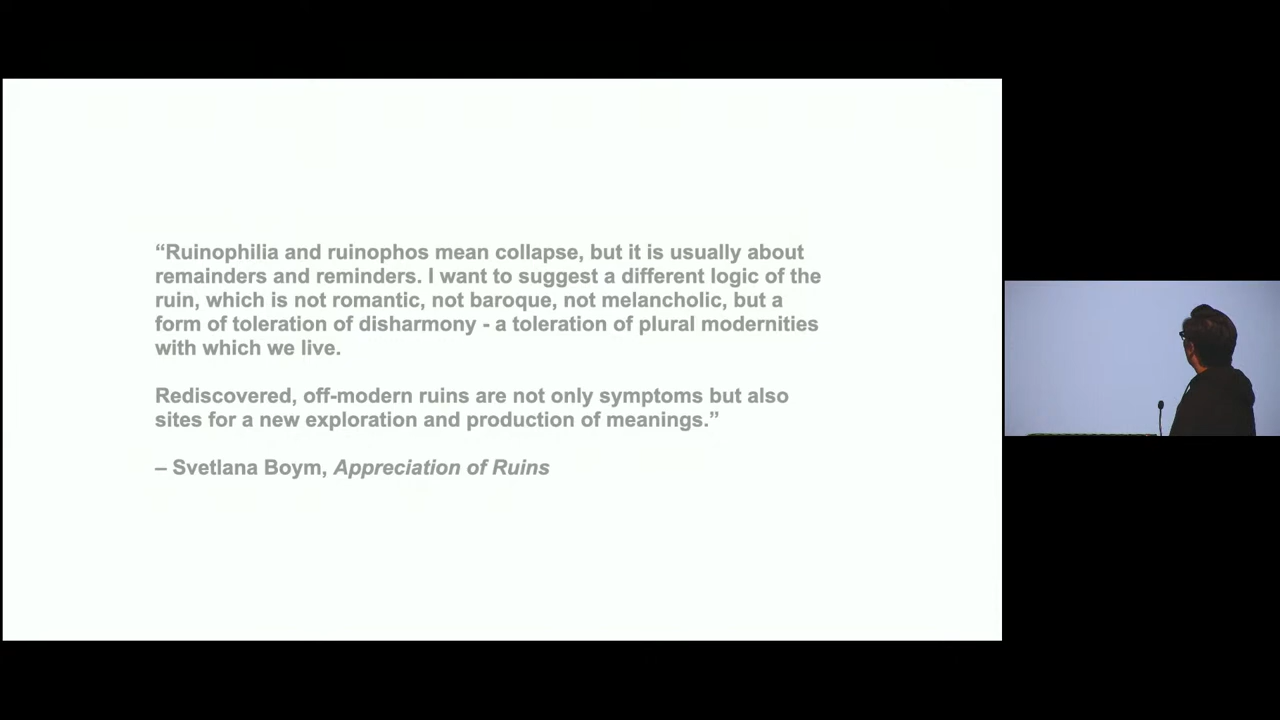 “Ruinophilia and ruinophos mean collapse, but it is usually about
remainders and reminders. I want to suggest a different logic of the
ruin, which is not romantic, not baroque, not melancholic, but a
form of toleration of disharmony - a toleration of plural modernities
with which we live.
Rediscovered, off-modern ruins are not only symptoms but also
sites for a new exploration and production of meanings.”
– Svetlana Boym, Appreciation of Ruins